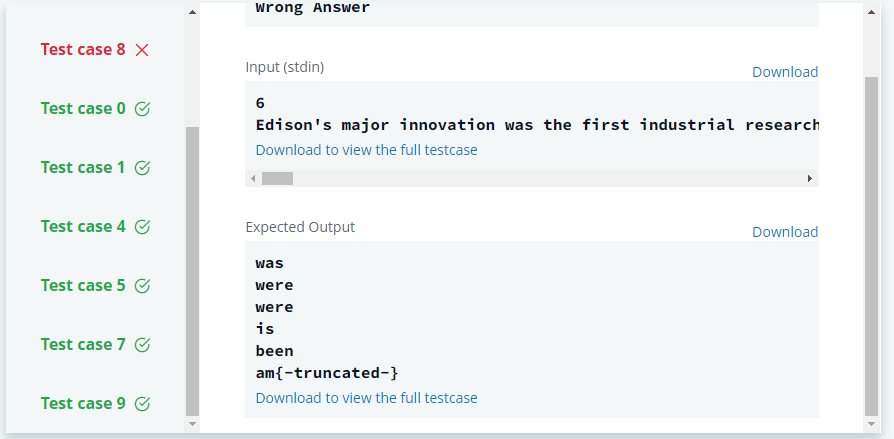 Test case 8
Test case 0
Test case 1
Test case 4
Test case 5
Test case 7
Test case 9
Wrong Answer
Input (stdin)
Download
6
Edison's major innovation was the first industrial research
Download to view the full testcase
Expected Output
Download
was
were
were
is
been
am{-truncated-}
Download to view the full testcase